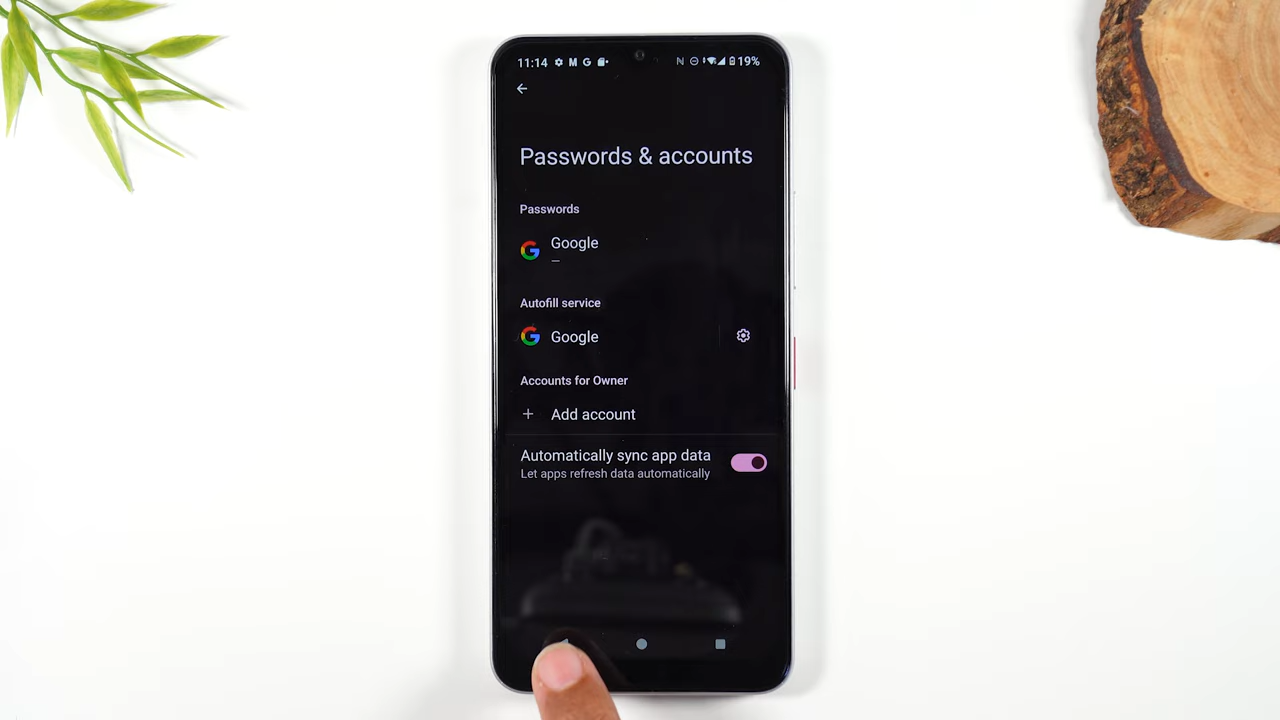 11:14 M G N 19%
Passwords & accounts
Passwords
Google
—
Autofill service
Google
Accounts for Owner
+ Add account
Automatically sync app data
Let apps refresh data automatically